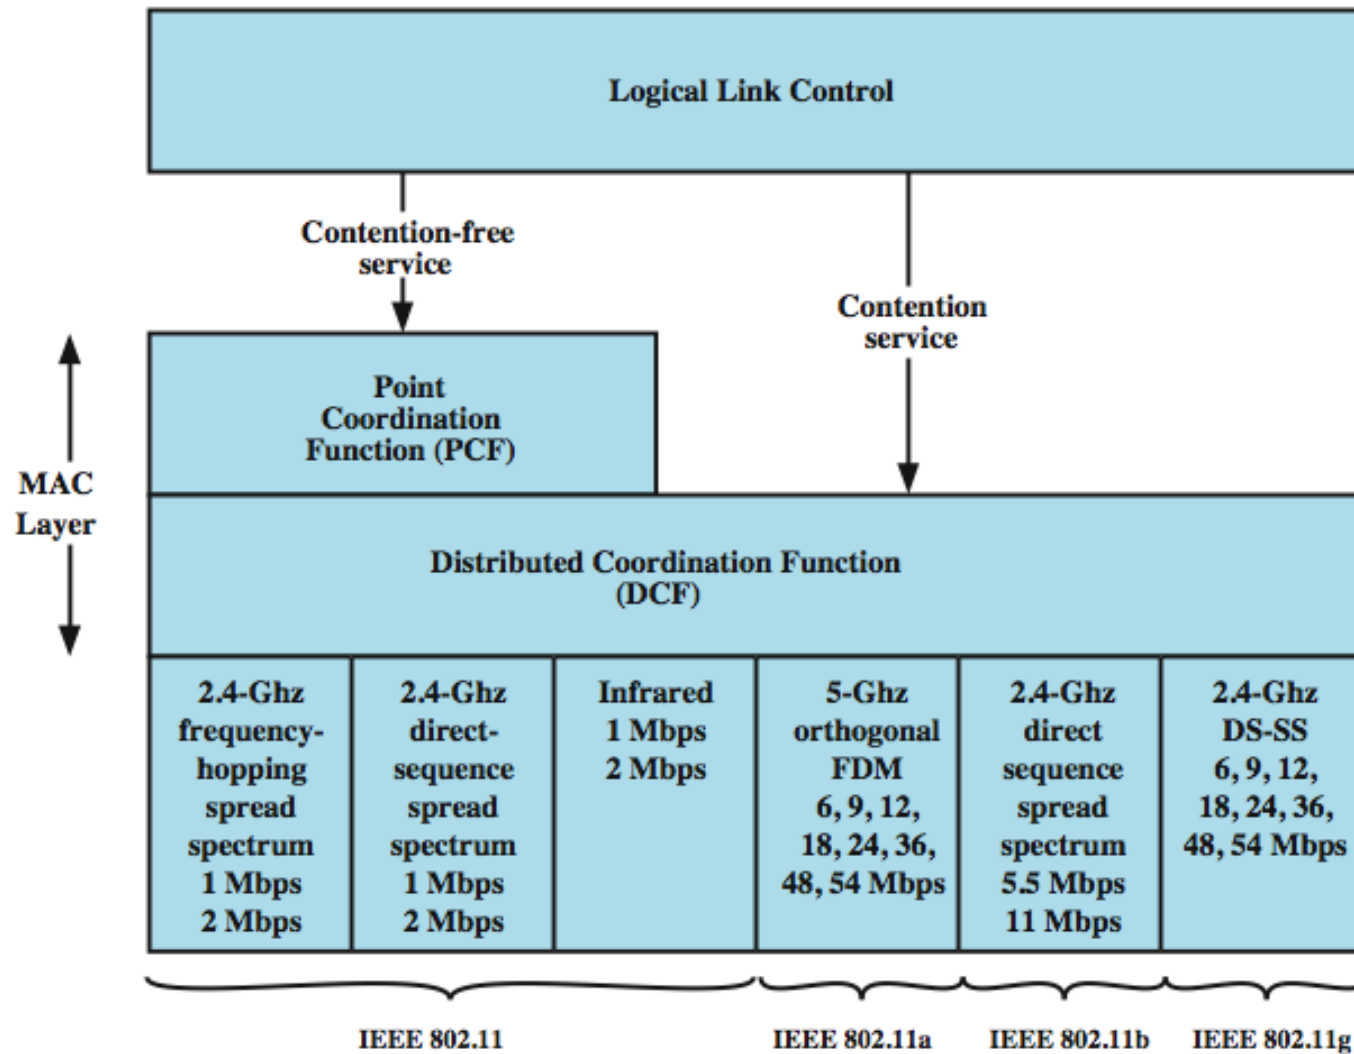 Logical Link Control
Contention-free
service
Contention
service
Point
Coordination
Function (PCF)
MAC
Layer
Distributed Coordination Function
(DCF)
2.4-Ghz
frequency-
hopping
spread
spectrum
1 Mbps
2 Mbps
2.4-Ghz
direct-
sequence
spread
spectrum
1 Mbps
2 Mbps
Infrared
1 Mbps
2 Mbps
5-Ghz
orthogonal
FDM
6, 9, 12,
18, 24, 36,
48, 54 Mbps
2.4-Ghz
direct
sequence
spread
spectrum
5.5 Mbps
11 Mbps
2.4-Ghz
DS-SS
6, 9, 12,
18, 24, 36,
48, 54 Mbps
IEEE 802.11
IEEE 802.11a
IEEE 802.11b
IEEE 802.11g